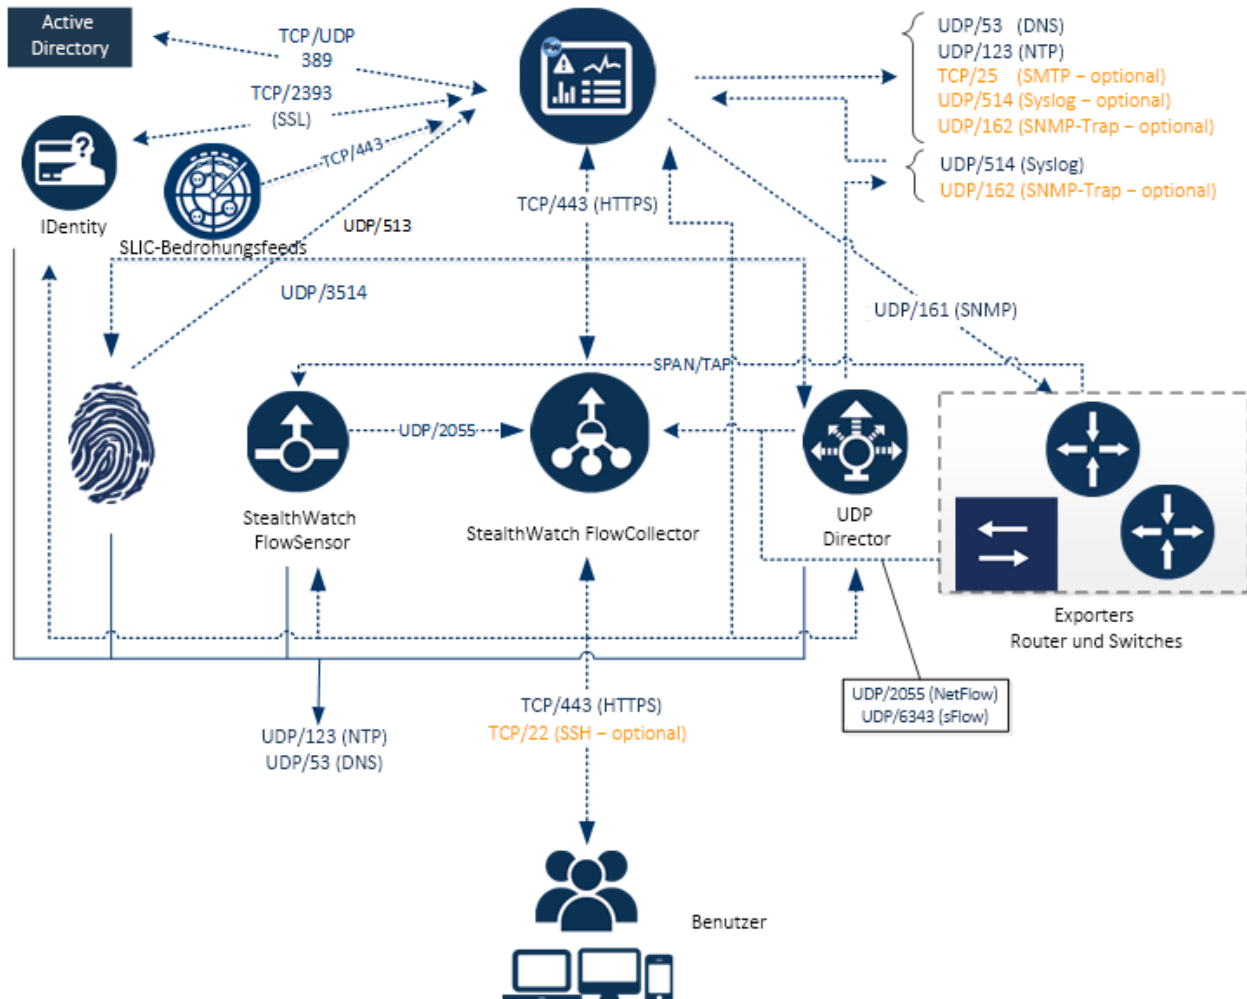 Active
Directory
TCP/UDP
389
TCP/2393
(SSL)
TCP/443
IDentity
SLIC-Bedrohungsfeeds
UDP/513
UDP/3514
Pw
TCP/443 (HTTPS)
UDP/53 (DNS)
UDP/123 (NTP)
TCP/25 (SMTP – optional)
UDP/514 (Syslog – optional)
UDP/162 (SNMP-Trap – optional)
UDP/514 (Syslog)
UDP/162 (SNMP-Trap – optional)
UDP/161 (SNMP)
SPAN/TAP
UDP/2055
StealthWatch
FlowSensor
StealthWatch FlowCollector
UDP
Director
Exporters
Router und Switches
UDP/2055 (NetFlow)
UDP/6343 (sFlow)
TCP/443 (HTTPS)
TCP/22 (SSH – optional)
UDP/123 (NTP)
UDP/53 (DNS)
Benutzer